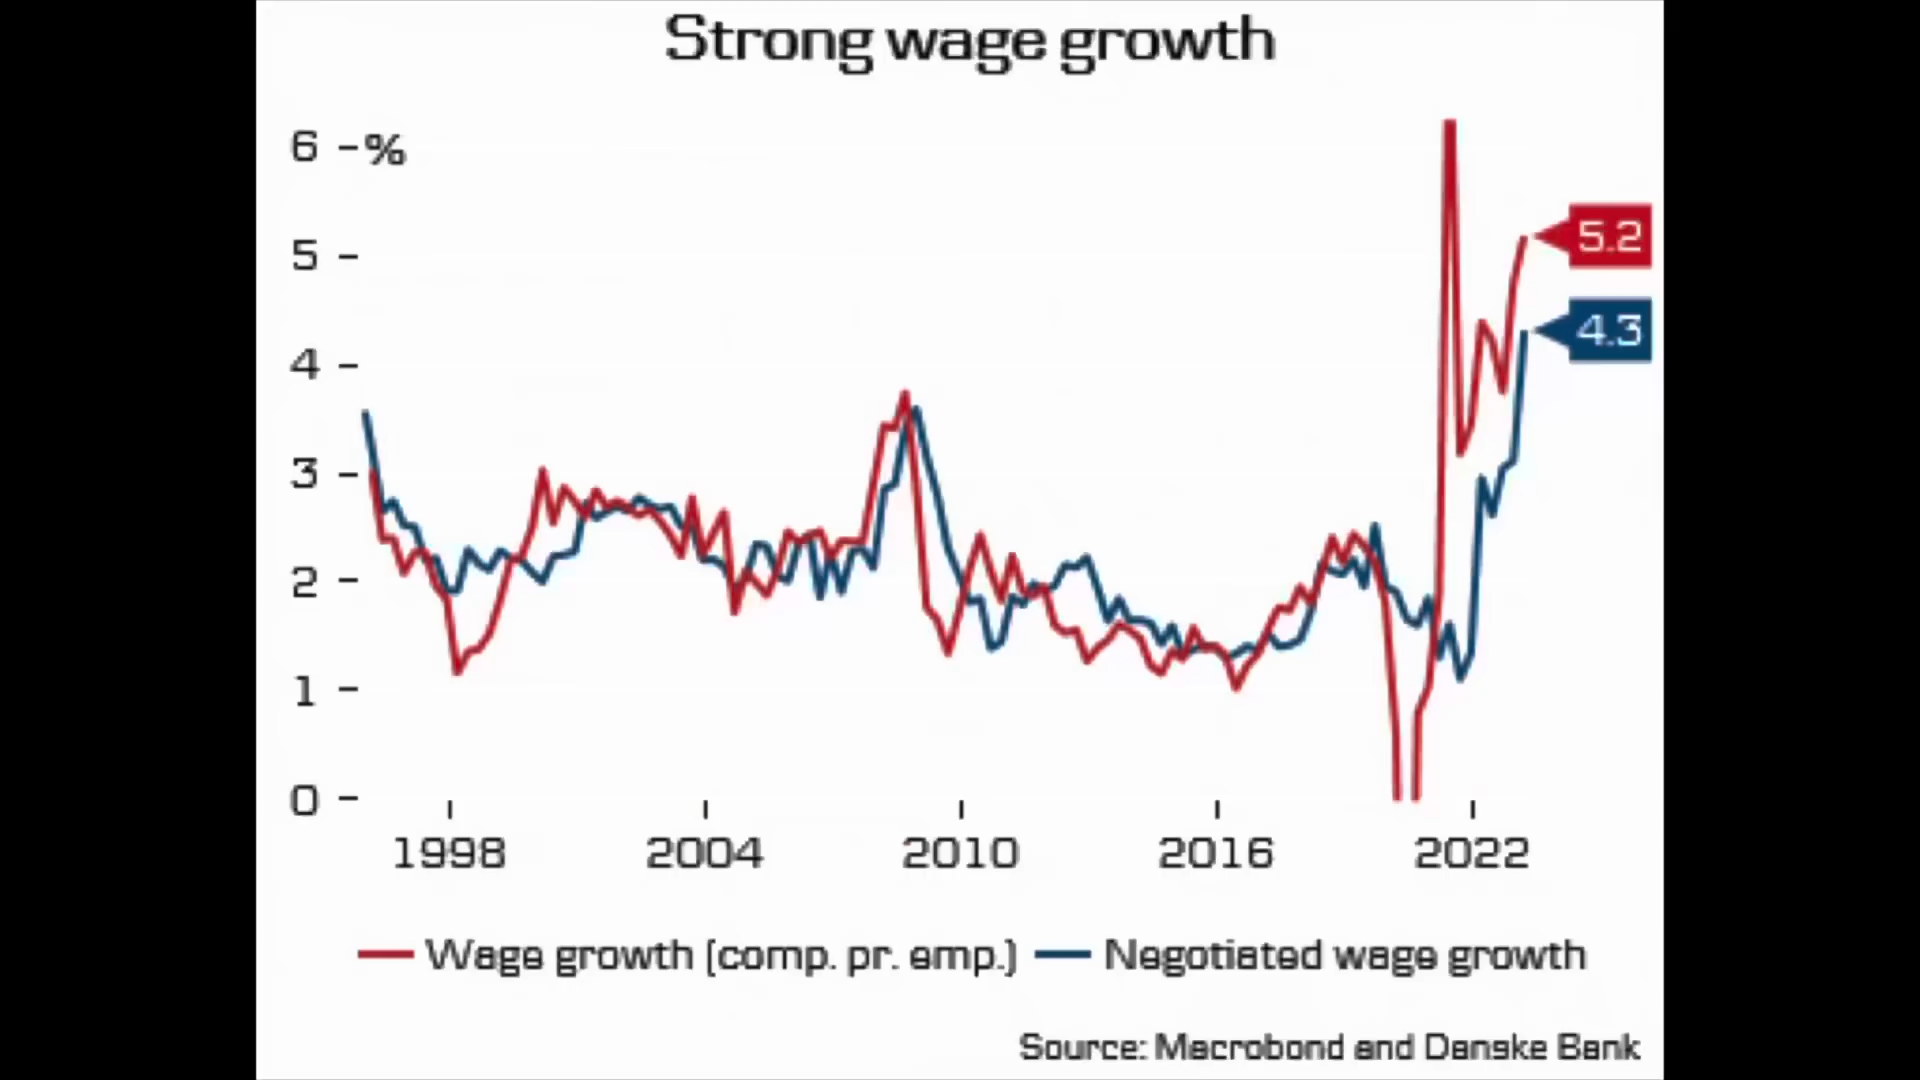 Strong wage growth
6 %
5
5.2
4.3
4
3
2
1
0
1998 2004 2010 2016 2022
Wage growth (comp. pr. emp.) Negotiated wage growth
Source: Macrobond and Danske Bank